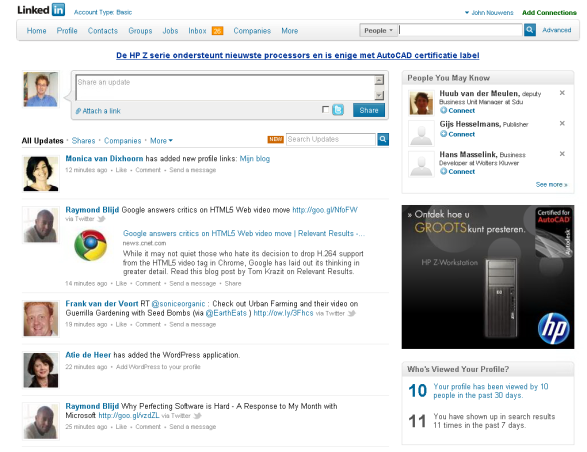 Linked in Account Type: Basic
John Nouwens Add Connections
Home Profile Contacts Groups Jobs Inbox 26 Companies More
People Advanced
De HP Z serie ondersteunt nieuwste processors en is enige met AutoCAD certificatie label
Share an update
Attach a link
Share
All Updates · Shares · Companies · More
NEW Search Updates
Monica van Dixhoorn has added new profile links: Mijn blog
12 minutes ago • Like • Comment • Send a message
Raymond Blijd Google answers critics on HTML5 Web video move http://goo.gl/NfoFW
via Twitter
Google answers critics on HTML5 Web video move | Relevant Results -...
news.cnet.com
While it may not quiet those who hate its decision to drop H.264 support
from the HTML5 video tag in Chrome, Google has laid out its thinking in
greater detail. Read this blog post by Tom Krazit on Relevant Results.
14 minutes ago • Like • Comment • Send a message • Share
Frank van der Voort RT @soniceorganic : Check out Urban Farming and their video on
Guerrilla Gardening with Seed Bombs (via @EarthEats ) http://ow.ly/3Fhcs via Twitter
19 minutes ago • Like • Comment • Send a message
Atie de Heer has added the WordPress application.
22 minutes ago • Add WordPress to your profile
Raymond Blijd Why Perfecting Software is Hard - A Response to My Month with
Microsoft http://goo.gl/vzdZL via Twitter
25 minutes ago • Like • Comment • Send a message
People You May Know
Huub van der Meulen, deputy
Business Unit Manager at Sdu
Connect
Gijs Hesselmans, Publisher
Connect
Hans Masselink, Business
Developer at Wolters Kluwer
Connect
See more »
» Ontdek hoe u
GROOTS kunt presteren.
Certified for
AutoCAD
Autodesk
HP Z-Workstation
hp
Who's Viewed Your Profile?
10 Your profile has been viewed by 10
people in the past 30 days.
11 You have shown up in search results
11 times in the past 7 days.